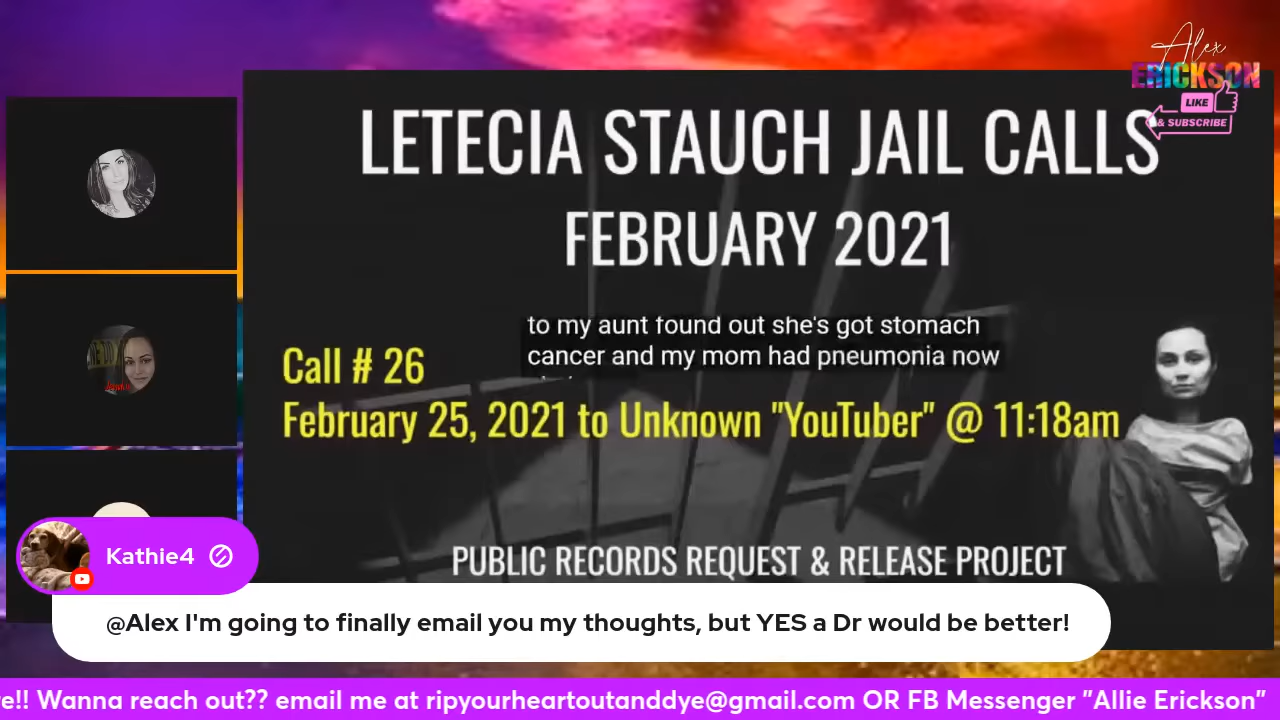 Alex
ERICKSON
LIKE
& SUBSCRIBE
LETECIA STAUCH JAIL CALLS
FEBRUARY 2021
to my aunt found out she's got stomach
cancer and my mom had pneumonia now
Call # 26
February 25, 2021 to Unknown "YouTuber" @ 11:18am
PUBLIC RECORDS REQUEST & RELEASE PROJECT
Kathie4
@Alex I'm going to finally email you my thoughts, but YES a Dr would be better!
e!! Wanna reach out?? email me at ripyourheartoutanddye@gmail.com OR FB Messenger "Allie Erickson"